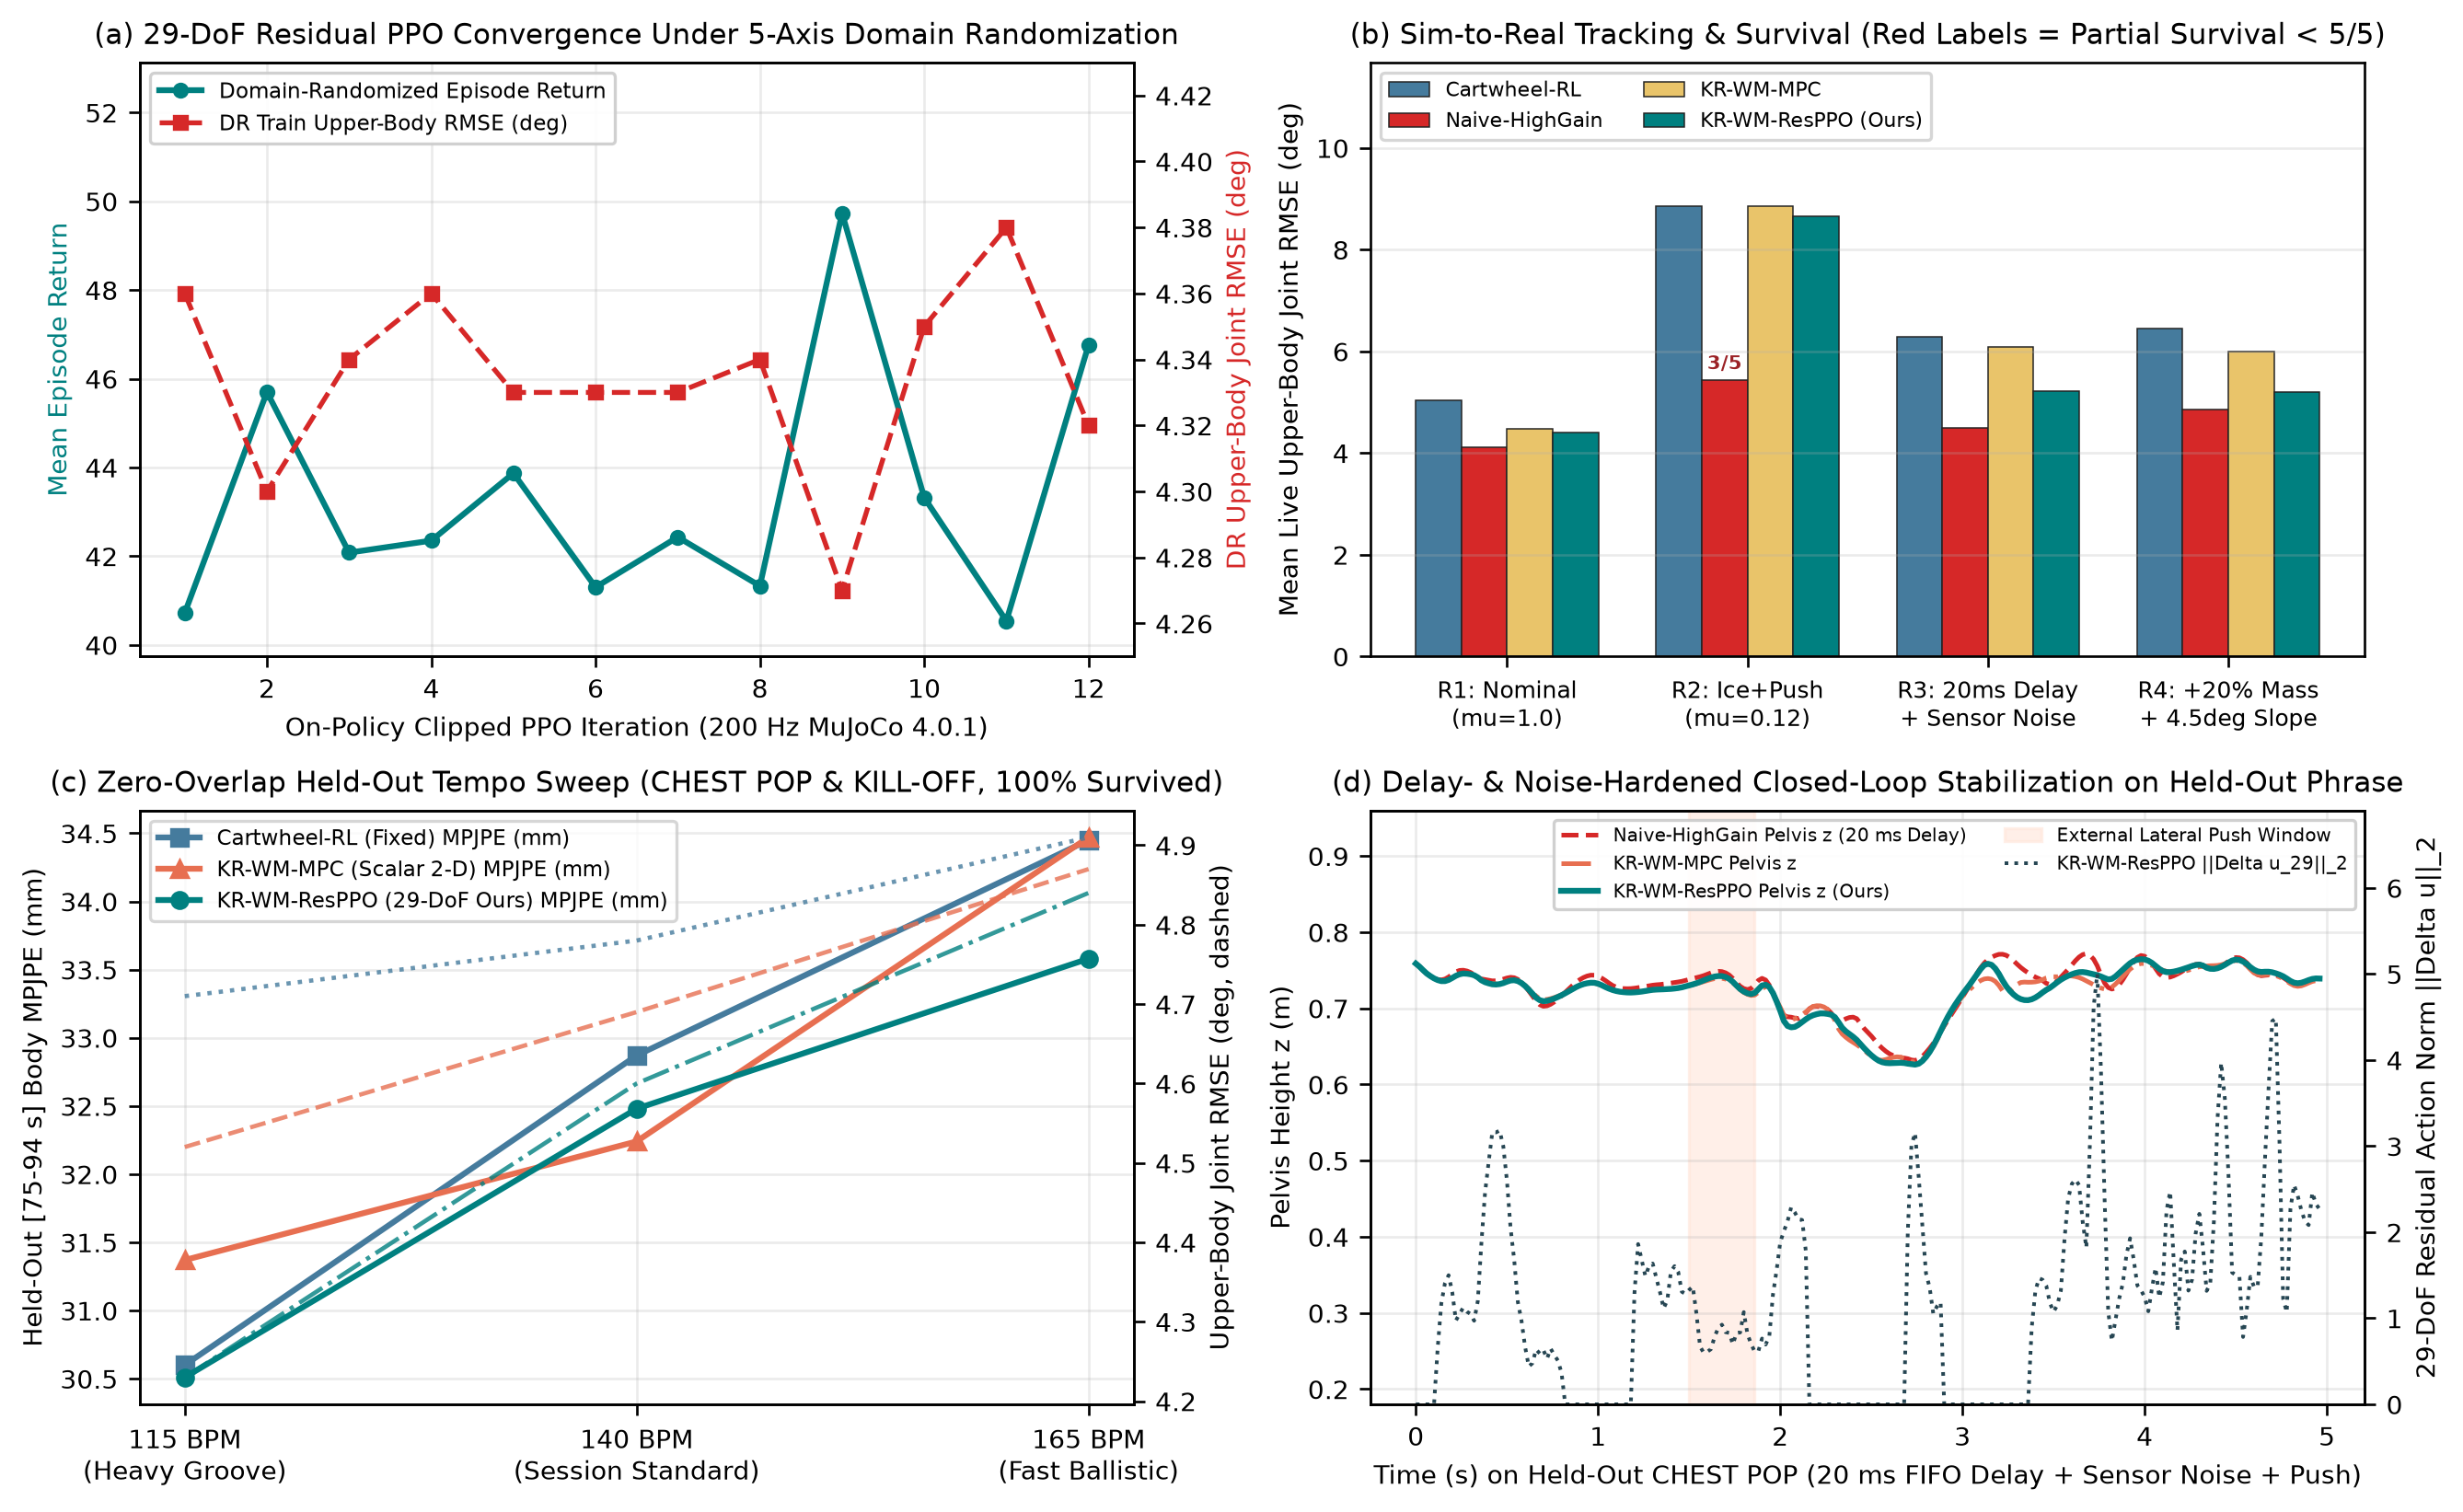 (a) 29-DoF Residual PPO Convergence Under 5-Axis Domain Randomization
Domain-Randomized Episode Return
DR Train Upper-Body RMSE (deg)
Mean Episode Return
52
50
48
46
44
42
40
4.42
4.40
4.38
4.36
4.34
4.32
4.30
4.28
4.26
DR Upper-Body Joint RMSE (deg)
2
4
6
8
10
12
On-Policy Clipped PPO Iteration (200 Hz MuJoCo 4.0.1)
(b) Sim-to-Real Tracking & Survival (Red Labels = Partial Survival < 5/5)
Cartwheel-RL
Naive-HighGain
KR-WM-MPC
KR-WM-ResPPO (Ours)
Mean Live Upper-Body Joint RMSE (deg)
10
8
6
4
2
0
3/5
R1: Nominal
(mu=1.0)
R2: Ice+Push
(mu=0.12)
R3: 20ms Delay
+ Sensor Noise
R4: +20% Mass
+ 4.5deg Slope
(c) Zero-Overlap Held-Out Tempo Sweep (CHEST POP & KILL-OFF, 100% Survived)
Cartwheel-RL (Fixed) MPJPE (mm)
KR-WM-MPC (Scalar 2-D) MPJPE (mm)
KR-WM-ResPPO (29-DoF Ours) MPJPE (mm)
Held-Out [75-94 s] Body MPJPE (mm)
34.5
34.0
33.5
33.0
32.5
32.0
31.5
31.0
30.5
4.9
4.8
4.7
4.6
4.5
4.4
4.3
4.2
Upper-Body Joint RMSE (deg, dashed)
115 BPM
(Heavy Groove)
140 BPM
(Session Standard)
165 BPM
(Fast Ballistic)
(d) Delay- & Noise-Hardened Closed-Loop Stabilization on Held-Out Phrase
Naive-HighGain Pelvis z (20 ms Delay)
KR-WM-MPC Pelvis z
KR-WM-ResPPO Pelvis z (Ours)
External Lateral Push Window
KR-WM-ResPPO ||Delta u_29||_2
Pelvis Height z (m)
0.9
0.8
0.7
0.6
0.5
0.4
0.3
0.2
6
5
4
3
2
1
0
29-DoF Residual Action Norm ||Delta u||_2
0
1
2
3
4
5
Time (s) on Held-Out CHEST POP (20 ms FIFO Delay + Sensor Noise + Push)